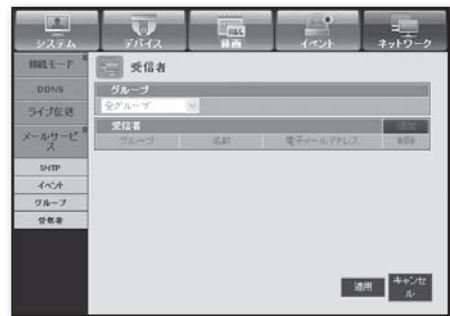 システム
デバイス
REC
録画
イベント
ネットワーク
接続モード
DDNS
ライブ伝送
メールサービ
ス
SMTP
イベント
グループ
受信者
受信者
グループ
全グループ
受信者
追加
グループ 名前 電子メールアドレス 削除
適用
キャンセ
ル